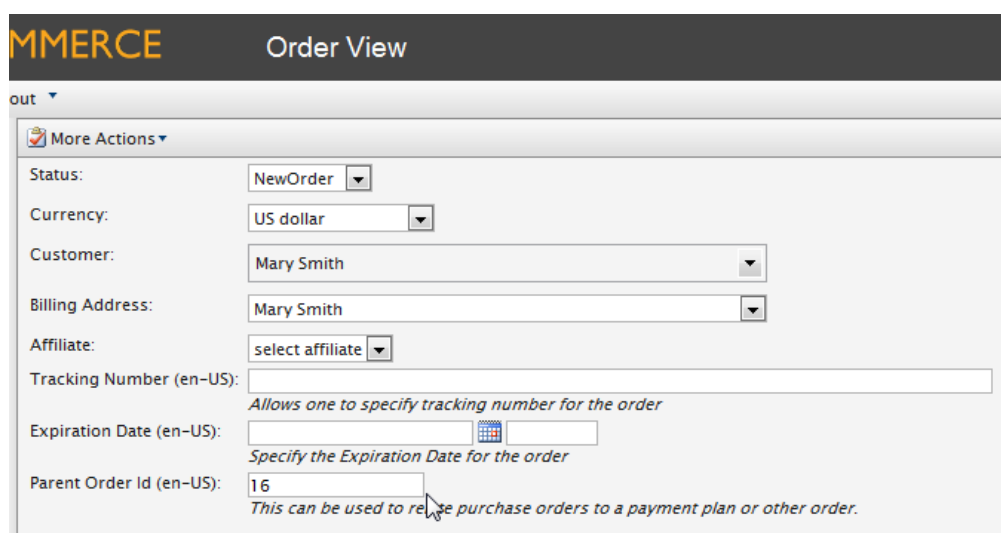 MMERCE Order View
out
More Actions
Status: NewOrder
Currency: US dollar
Customer: Mary Smith
Billing Address: Mary Smith
Affiliate: select affiliate
Tracking Number (en-US):
Allows one to specify tracking number for the order
Expiration Date (en-US):
Specify the Expiration Date for the order
Parent Order Id (en-US): 16
This can be used to purchase orders to a payment plan or other order.